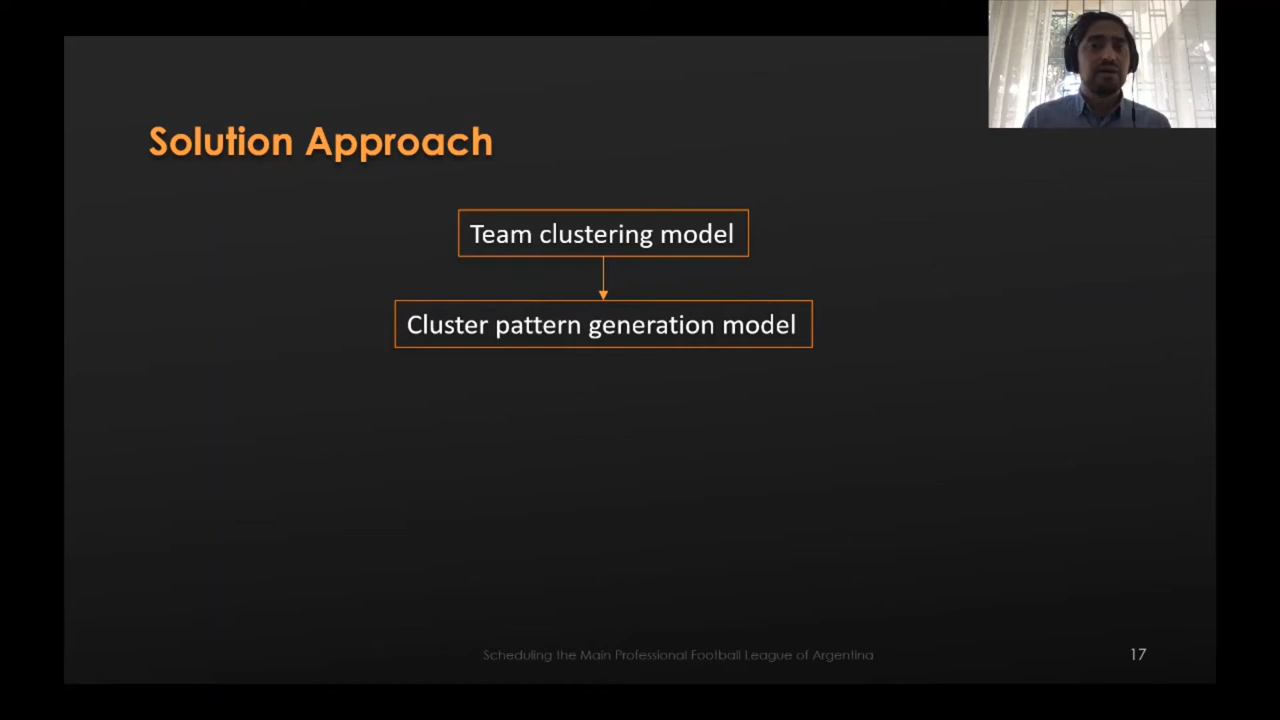 Solution Approach
Team clustering model
Cluster pattern generation model
Scheduling the Main Professional Football League of Argentina
17